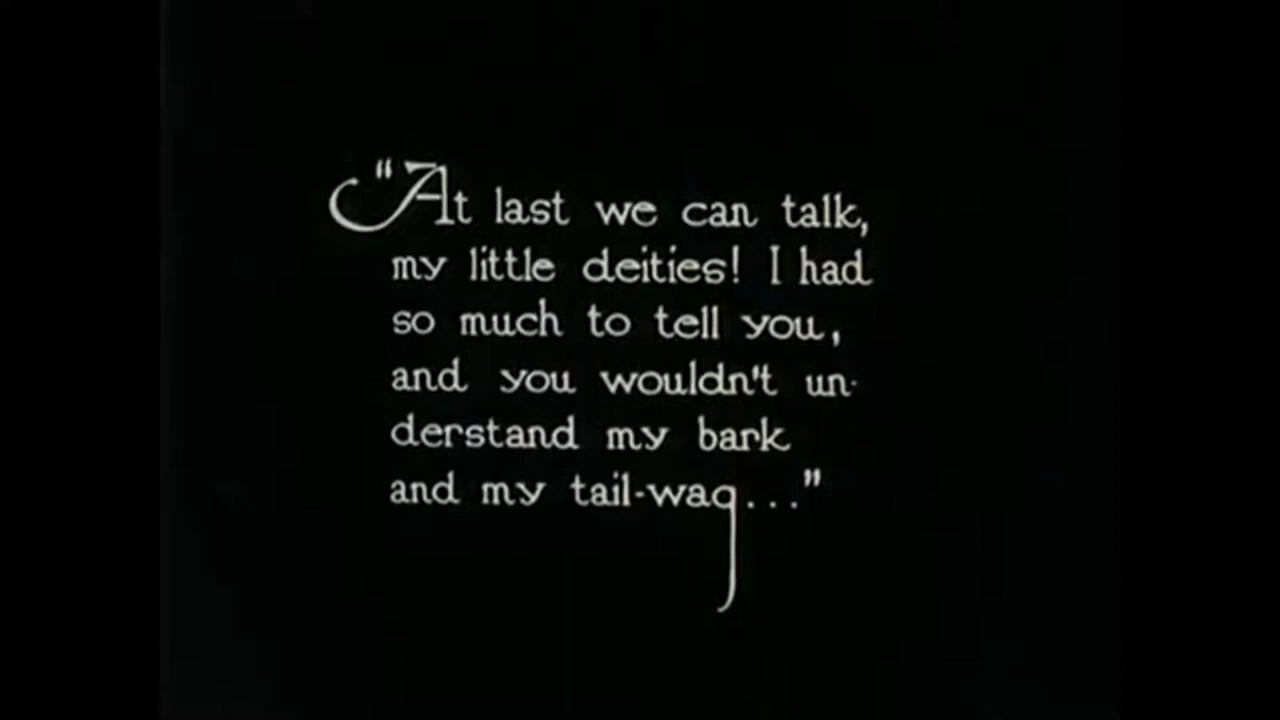 "At last we can talk,
my little deities! I had
so much to tell you,
and you wouldn't un-
derstand my bark
and my tail-wag..."